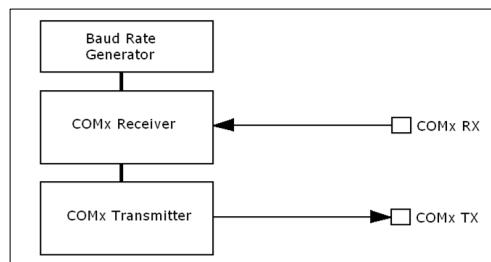 Baud Rate
Generator
COMx Receiver
COMx RX
COMx Transmitter
COMx TX